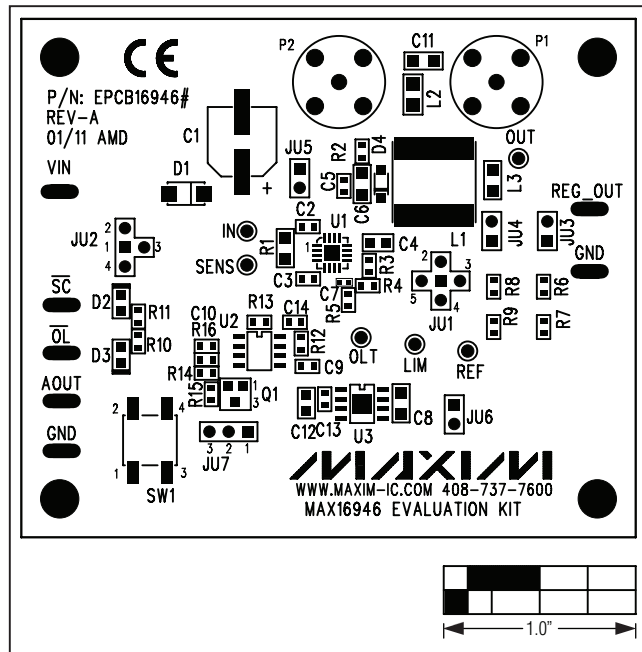 P2
C11
P1
CE
P/N: EPCB16946#
REV-A
01/11 AMD
C1
L2
VIN
D1
+
JU5
R2
D4
C5
C6
OUT
L3
REG_OUT
JU2
2
1
3
4
IN
SENS
R1
C2
U1
1
C3
C4
R3
C7
R4
R5
L1
JU4
JU3
GND
2
3
1
5
4
JU1
R8
R6
R9
R7
SC
D2
R11
OL
D3
R10
C10
R16
R14
R15
U2
R13
C14
R12
C9
Q1
1
3
OLT
LIM
REF
AOUT
GND
2
4
1
3
SW1
3
2
1
JU7
C12
C13
U3
C8
JU6
MAXIM
WWW.MAXIM-IC.COM 408-737-7600
MAX16946 EVALUATION KIT
1.0”